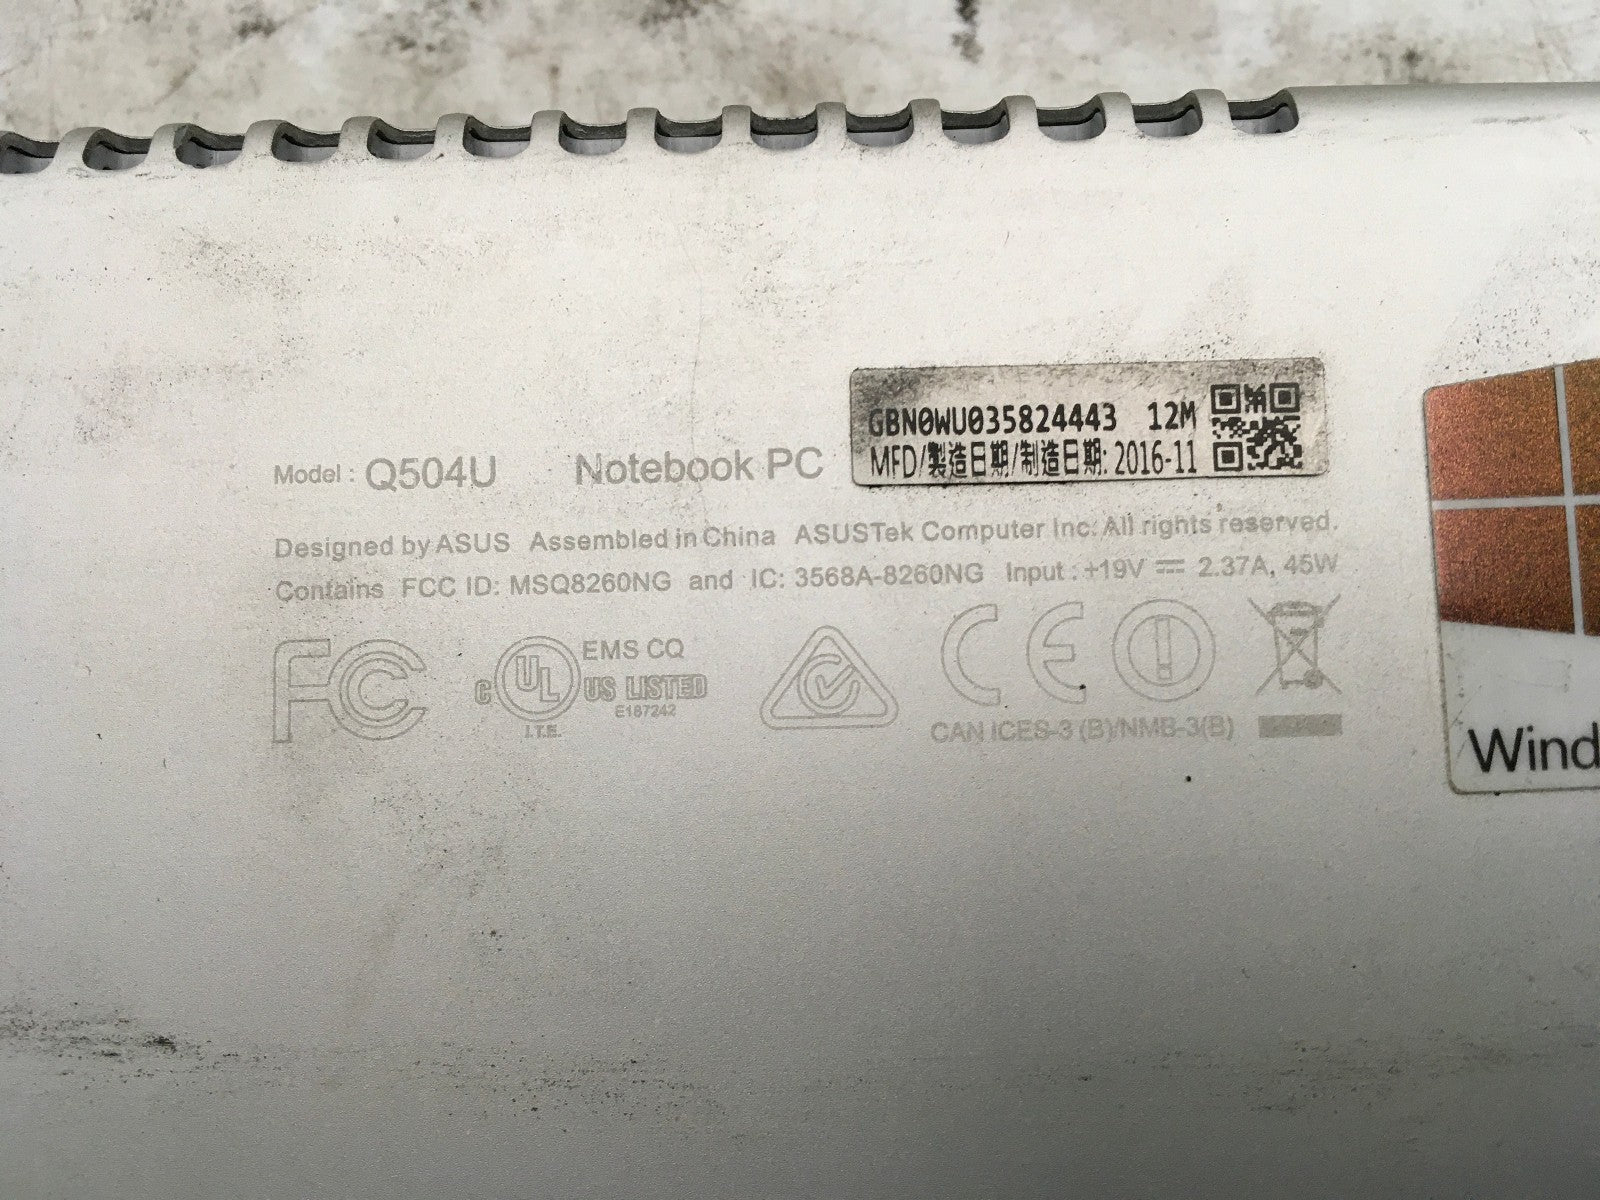 GBN0WU035824443 12M
MFD/製造日期/制造日期: 2016-11
Model : Q504U Notebook PC
Designed by ASUS Assembled in China ASUSTek Computer Inc. All rights reserved.
Contains FCC ID: MSQ8260NG and IC: 3568A-8260NG Input : +19V ⎓ 2.37A, 45W
FC
C UL US LISTED
EMS CQ
E187242
I.T.E.
CE
CAN ICES-3 (B)/NMB-3(B)
Wind